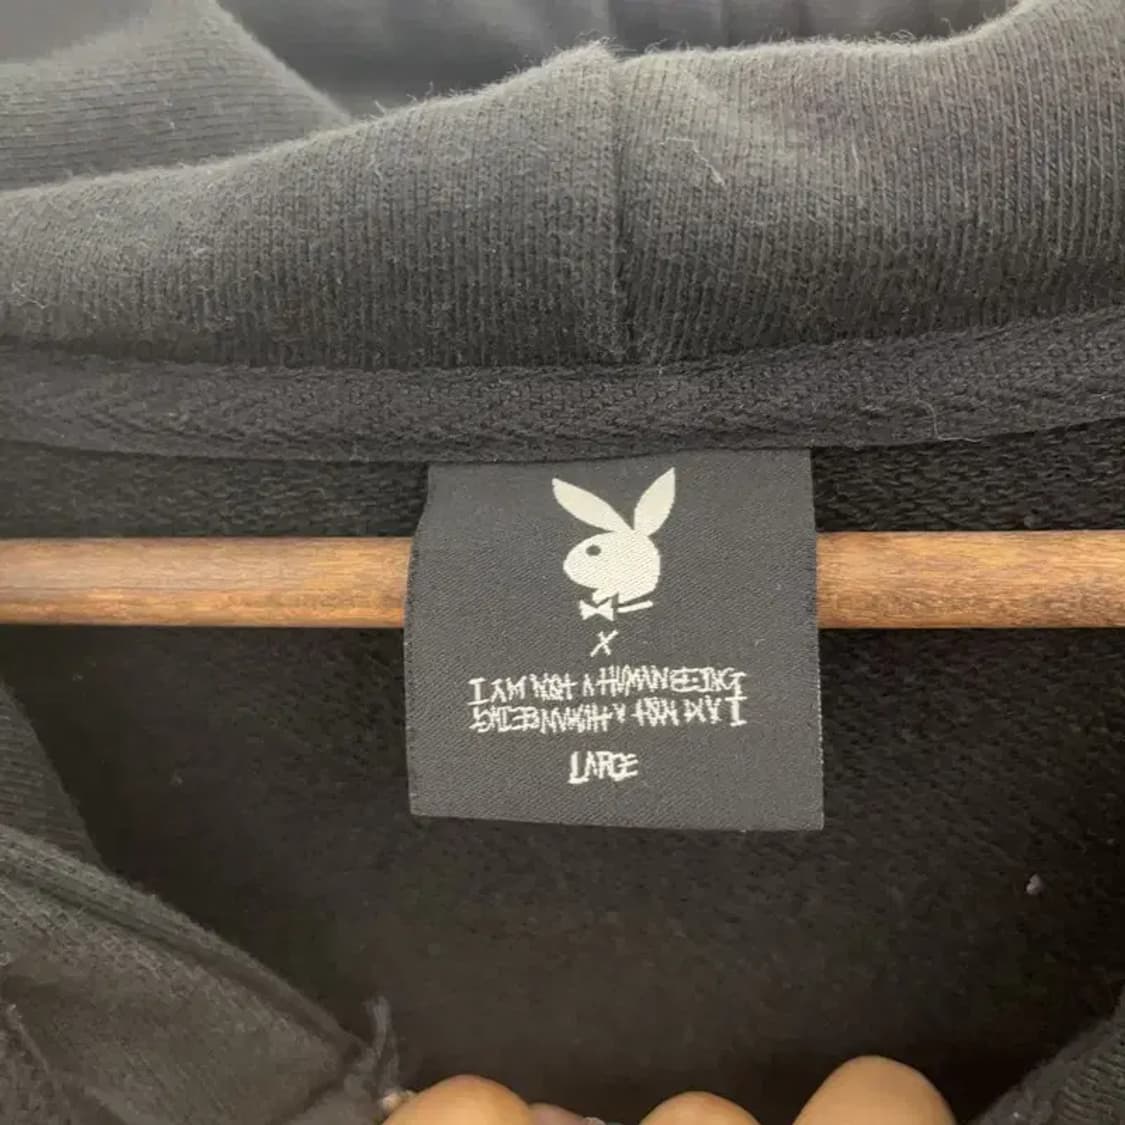 X
I AM NOT A HUMAN BEING
I AM NOT A HUMAN BEING
LARGE